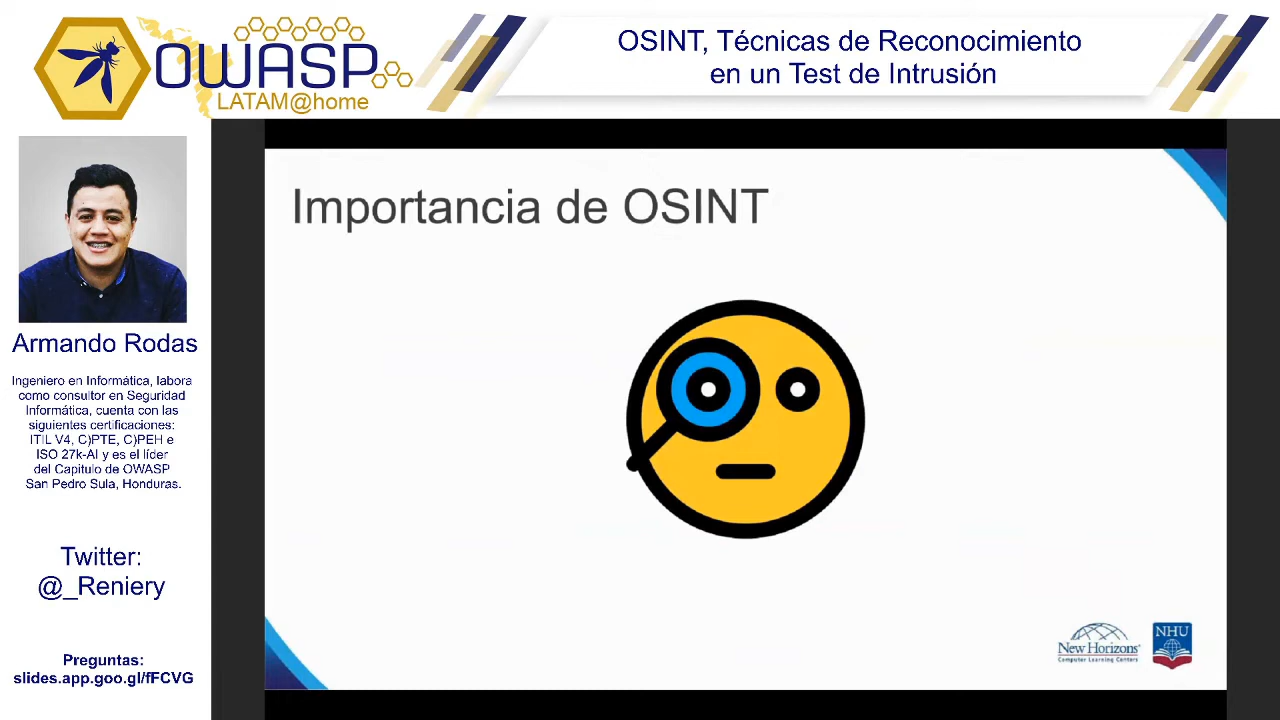 OWASP
LATAM@home
OSINT, Técnicas de Reconocimiento
en un Test de Intrusión
Armando Rodas
Ingeniero en Informática, labora
como consultor en Seguridad
Informática, cuenta con las
siguientes certificaciones:
ITIL V4, C)PTE, C)PEH e
ISO 27k-AI y es el líder
del Capitulo de OWASP
San Pedro Sula, Honduras.
Twitter:
@_Reniery
Preguntas:
slides.app.goo.gl/fFCVG
Importancia de OSINT
New Horizons
Computer Learning Centers
NHU